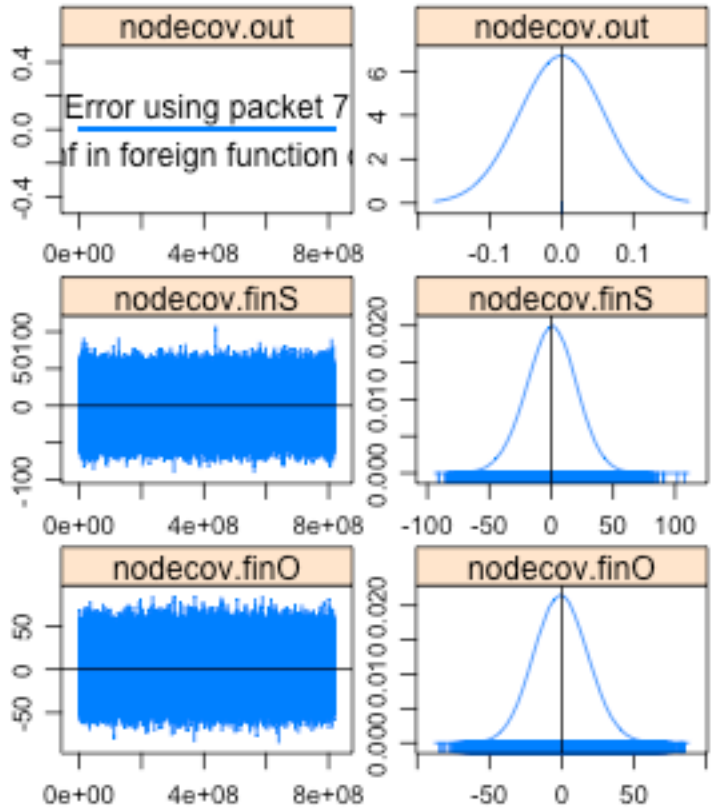 nodecov.out
nodecov.out
0.4
0.0
-0.4
Error using packet 7
nf in foreign function c
0e+00 4e+08 8e+08
6
4
2
0
-0.1 0.0 0.1
nodecov.finS
nodecov.finS
50100
0
-100
0e+00 4e+08 8e+08
0.020
0.010
0.000
-100 -50 0 50 100
nodecov.finO
nodecov.finO
50
0
-50
0e+00 4e+08 8e+08
0.020
0.010
0.000
-50 0 50